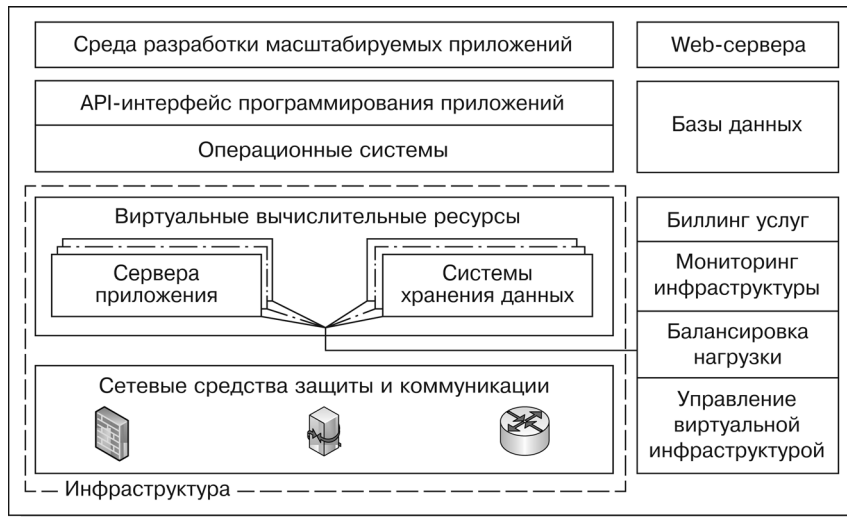 Среда разработки масштабируемых приложений
Web-сервера
API-интерфейс программирования приложений
Операционные системы
Базы данных
Виртуальные вычислительные ресурсы
Сервера
приложения
Системы
хранения данных
Биллинг услуг
Мониторинг
инфраструктуры
Балансировка
нагрузки
Управление
виртуальной
инфраструктурой
Сетевые средства защиты и коммуникации
Инфраструктура